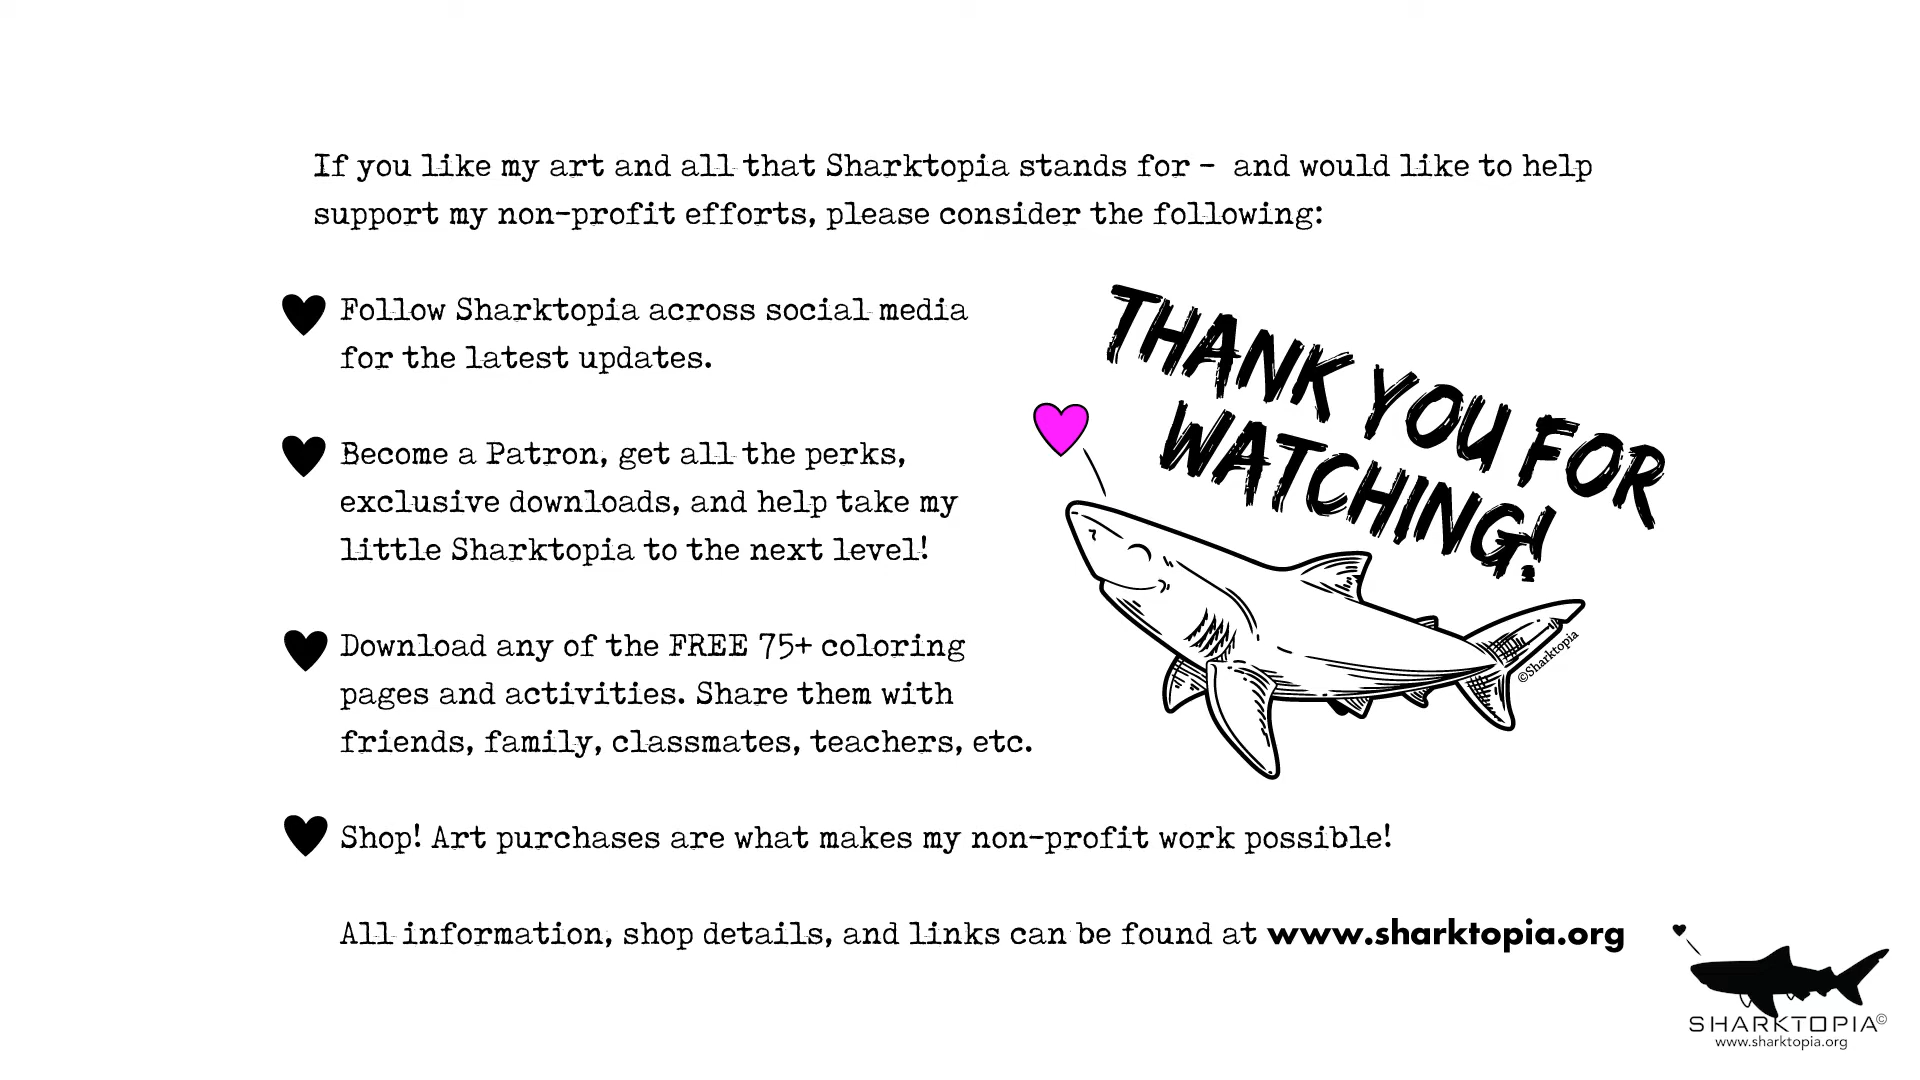 If you like my art and all that Sharktopia stands for - and would like to help
support my non-profit efforts, please consider the following:
Follow Sharktopia across social media
for the latest updates.
Become a Patron, get all the perks,
exclusive downloads, and help take my
little Sharktopia to the next level!
Download any of the FREE 75+ coloring
pages and activities. Share them with
friends, family, classmates, teachers, etc.
THANK YOU FOR
WATCHING!
©Sharktopia
Shop! Art purchases are what makes my non-profit work possible!
All information, shop details, and links can be found at www.sharktopia.org
SHARKTOPIA©
www.sharktopia.org